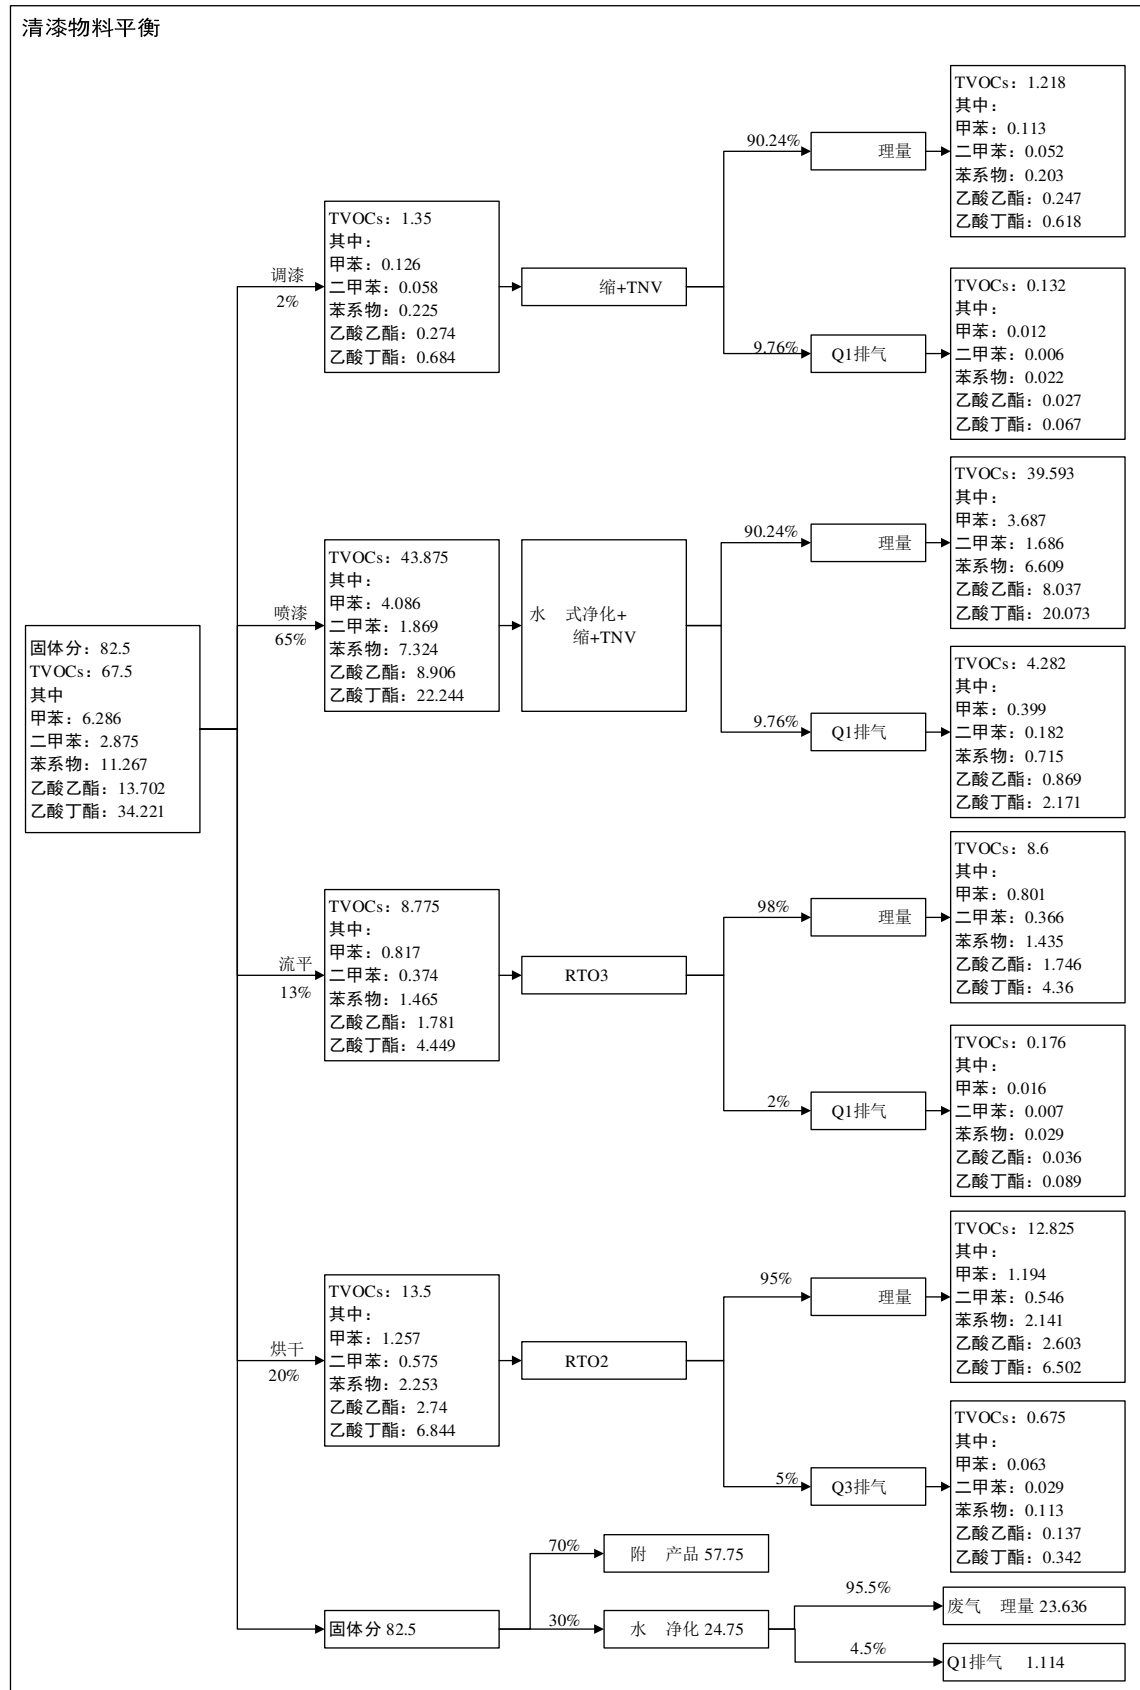 清漆物料平衡
固体分：82.5
TVOCs：67.5
其中
甲苯：6.286
二甲苯：2.875
苯系物：11.267
乙酸乙酯：13.702
乙酸丁酯：34.221
调漆
2%
TVOCs：1.35
其中：
甲苯：0.126
二甲苯：0.058
苯系物：0.225
乙酸乙酯：0.274
乙酸丁酯：0.684
缩+TNV
90.24%
理量
TVOCs：1.218
其中：
甲苯：0.113
二甲苯：0.052
苯系物：0.203
乙酸乙酯：0.247
乙酸丁酯：0.618
9.76%
Q1排气
TVOCs：0.132
其中：
甲苯：0.012
二甲苯：0.006
苯系物：0.022
乙酸乙酯：0.027
乙酸丁酯：0.067
喷漆
65%
TVOCs：43.875
其中：
甲苯：4.086
二甲苯：1.869
苯系物：7.324
乙酸乙酯：8.906
乙酸丁酯：22.244
水 式净化+
缩+TNV
90.24%
理量
TVOCs：39.593
其中：
甲苯：3.687
二甲苯：1.686
苯系物：6.609
乙酸乙酯：8.037
乙酸丁酯：20.073
9.76%
Q1排气
TVOCs：4.282
其中：
甲苯：0.399
二甲苯：0.182
苯系物：0.715
乙酸乙酯：0.869
乙酸丁酯：2.171
流平
13%
TVOCs：8.775
其中：
甲苯：0.817
二甲苯：0.374
苯系物：1.465
乙酸乙酯：1.781
乙酸丁酯：4.449
RTO3
98%
理量
TVOCs：8.6
其中：
甲苯：0.801
二甲苯：0.366
苯系物：1.435
乙酸乙酯：1.746
乙酸丁酯：4.36
2%
Q1排气
TVOCs：0.176
其中：
甲苯：0.016
二甲苯：0.007
苯系物：0.029
乙酸乙酯：0.036
乙酸丁酯：0.089
烘干
20%
TVOCs：13.5
其中：
甲苯：1.257
二甲苯：0.575
苯系物：2.253
乙酸乙酯：2.74
乙酸丁酯：6.844
RTO2
95%
理量
TVOCs：12.825
其中：
甲苯：1.194
二甲苯：0.546
苯系物：2.141
乙酸乙酯：2.603
乙酸丁酯：6.502
5%
Q3排气
TVOCs：0.675
其中：
甲苯：0.063
二甲苯：0.029
苯系物：0.113
乙酸乙酯：0.137
乙酸丁酯：0.342
固体分 82.5
70%
附 产品 57.75
30%
水 净化 24.75
95.5%
废气 理量 23.636
4.5%
Q1排气 1.114